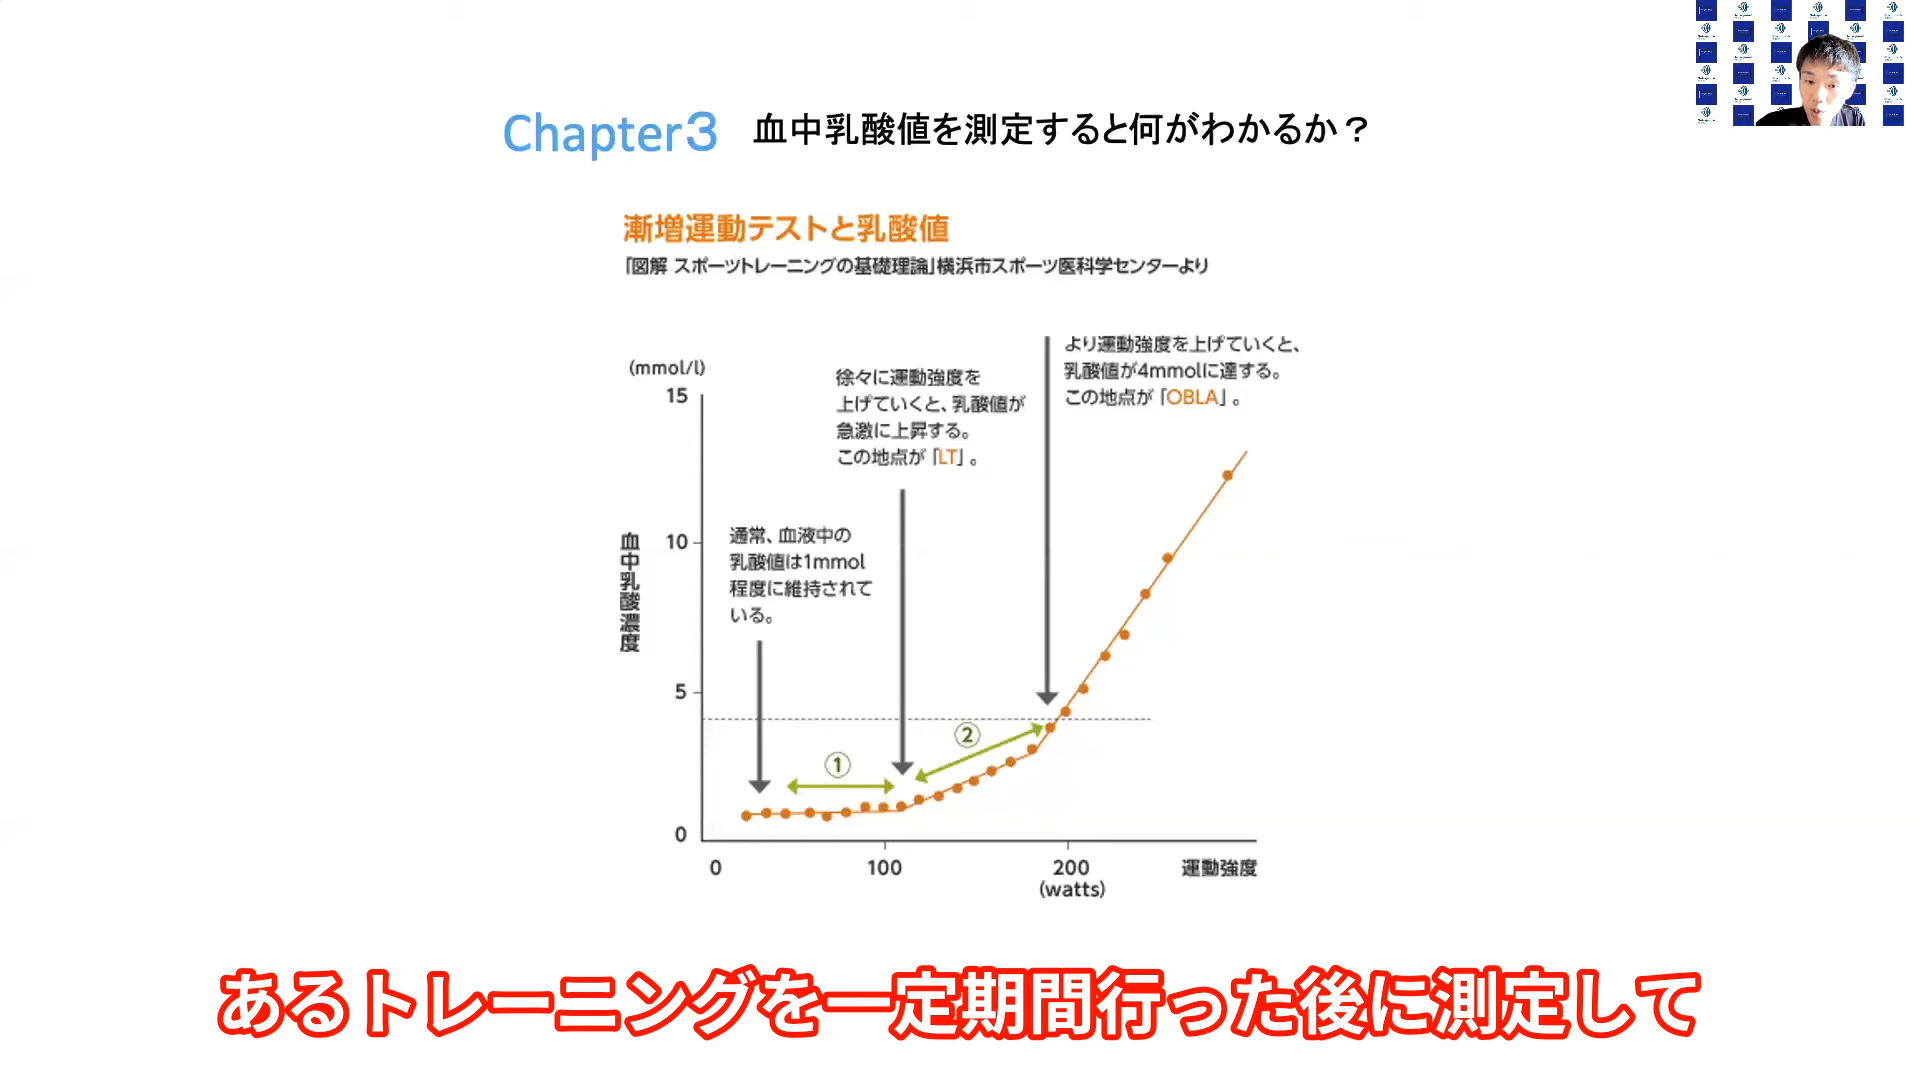 Chapter3 血中乳酸値を測定すると何がわかるか？
漸増運動テストと乳酸値
「図解 スポーツトレーニングの基礎理論」横浜市スポーツ医科学センターより
より運動強度を上げていくと、
乳酸値が4mmolに達する。
この地点が「OBLA」。
徐々に運動強度を
上げていくと、乳酸値が
急激に上昇する。
この地点が「LT」。
通常、血液中の
乳酸値は1mmol
程度に維持されて
いる。
(mmol/l)
15
10
5
0
血中乳酸濃度
①
②
0
100
200
(watts)
運動強度
あるトレーニングを一定期間行った後に測定して